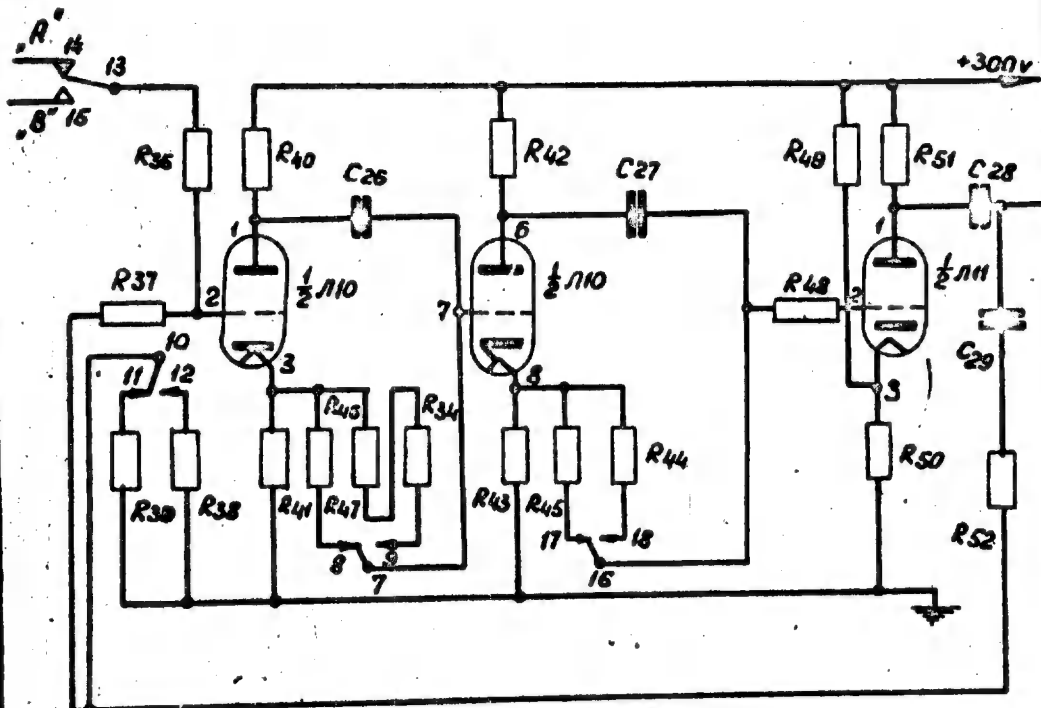 „A“ 14
13
„B“ 15
+300v
R36
R40
R42
R49
R51
C26
C27
C28
1
6
1
R37
2
½ Л10
7
½ Л10
R48
2
½ Л11
10
11
12
3
8
3
C29
R34
R39
R38
R41
R47
R43
R45
R44
R50
R52
8
9
7
17
18
16